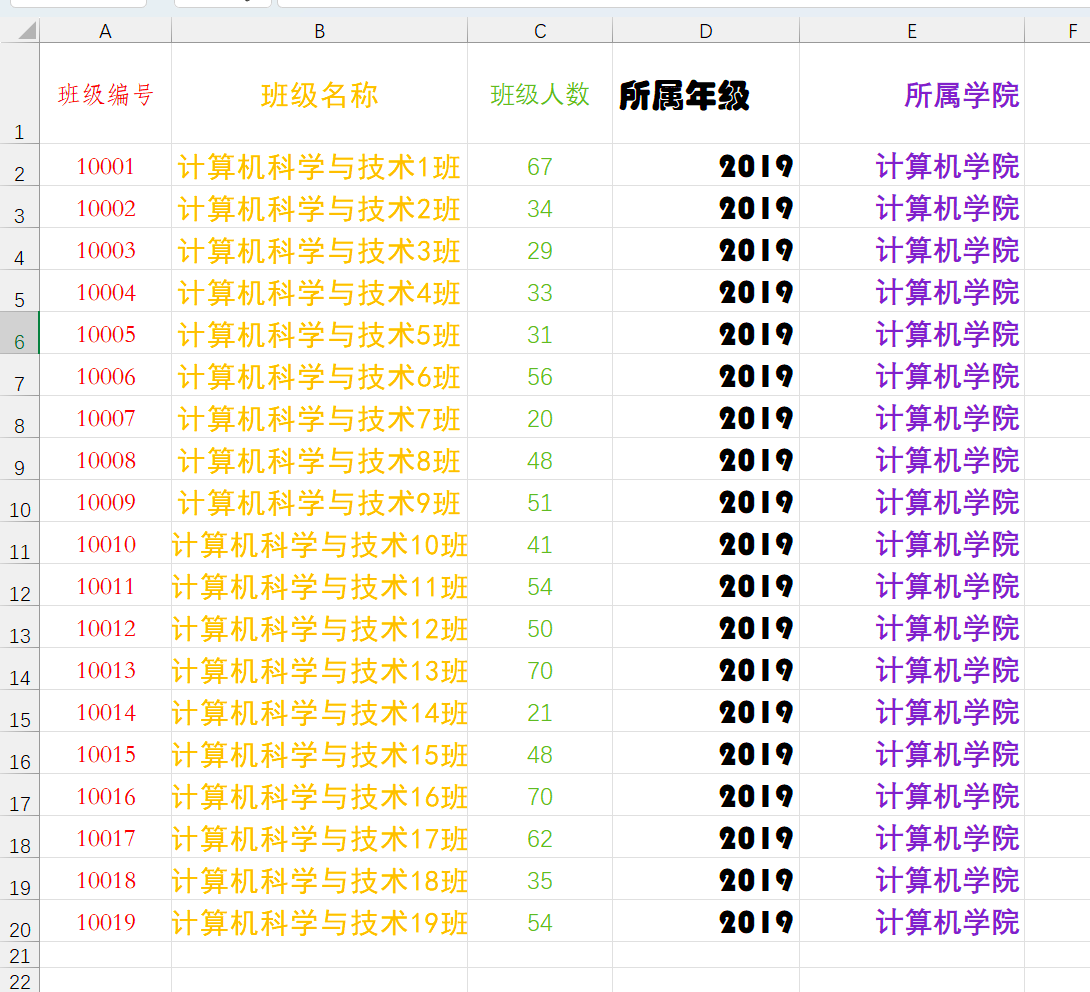 A B C D E F
1 班级编号 班级名称 班级人数 所属年级 所属学院
2 10001 计算机科学与技术1班 67 2019 计算机学院
3 10002 计算机科学与技术2班 34 2019 计算机学院
4 10003 计算机科学与技术3班 29 2019 计算机学院
5 10004 计算机科学与技术4班 33 2019 计算机学院
6 10005 计算机科学与技术5班 31 2019 计算机学院
7 10006 计算机科学与技术6班 56 2019 计算机学院
8 10007 计算机科学与技术7班 20 2019 计算机学院
9 10008 计算机科学与技术8班 48 2019 计算机学院
10 10009 计算机科学与技术9班 51 2019 计算机学院
11 10010 计算机科学与技术10班 41 2019 计算机学院
12 10011 计算机科学与技术11班 54 2019 计算机学院
13 10012 计算机科学与技术12班 50 2019 计算机学院
14 10013 计算机科学与技术13班 70 2019 计算机学院
15 10014 计算机科学与技术14班 21 2019 计算机学院
16 10015 计算机科学与技术15班 48 2019 计算机学院
17 10016 计算机科学与技术16班 70 2019 计算机学院
18 10017 计算机科学与技术17班 62 2019 计算机学院
19 10018 计算机科学与技术18班 35 2019 计算机学院
20 10019 计算机科学与技术19班 54 2019 计算机学院
21
22